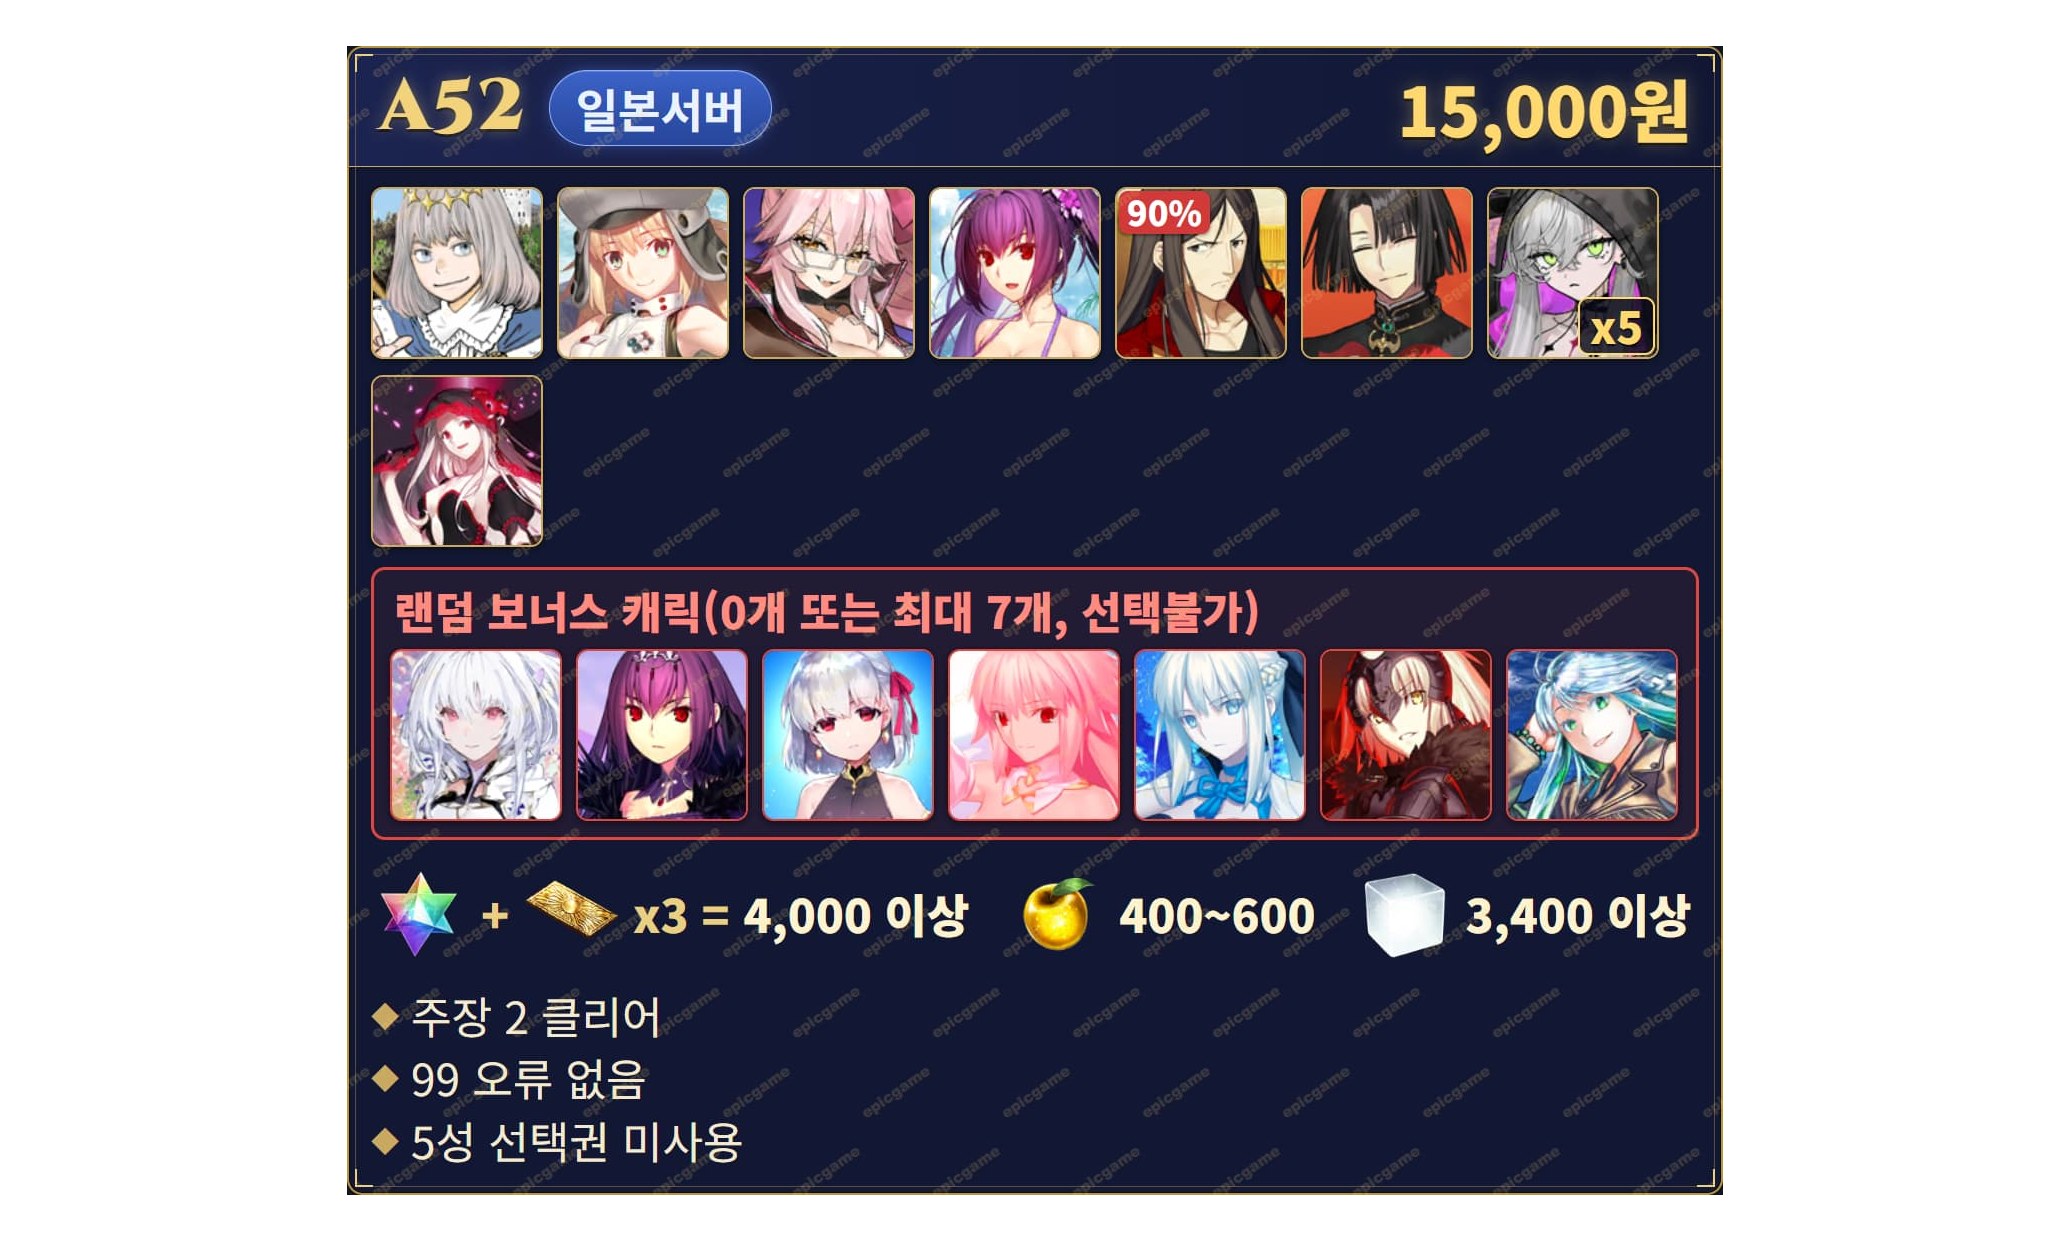 A52 일본서버 15,000원
90%
x5
랜덤 보너스 캐릭(0개 또는 최대 7개, 선택불가)
+ x3 = 4,000 이상 400~600 3,400 이상
주장 2 클리어
99 오류 없음
5성 선택권 미사용
epicgame